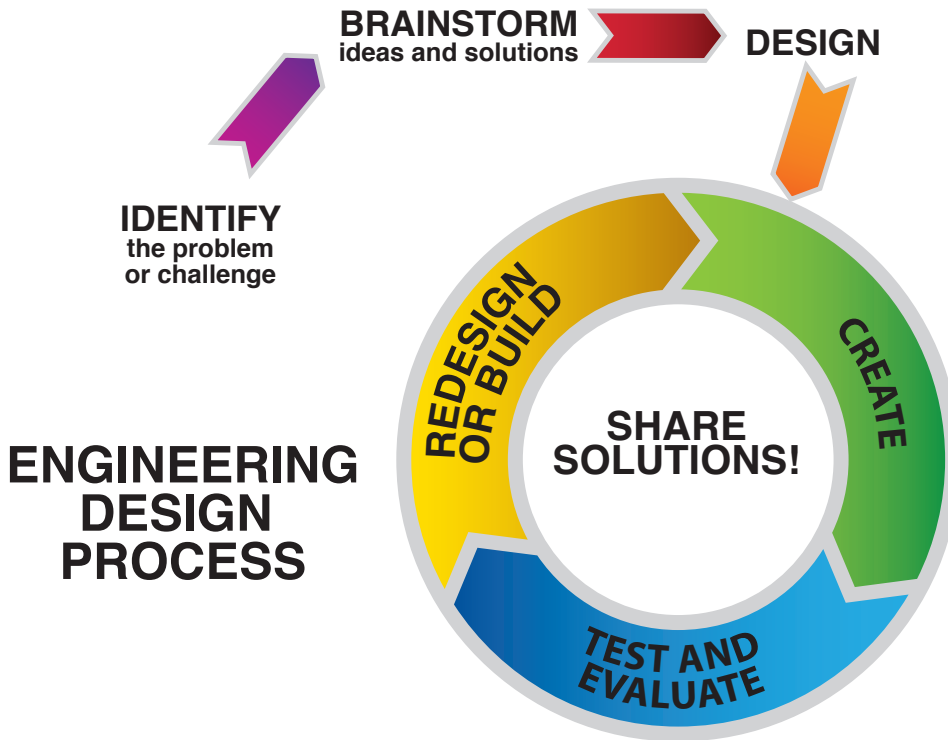 BRAINSTORM
ideas and solutions
DESIGN
IDENTIFY
the problem
or challenge
REDESIGN
OR BUILD
CREATE
SHARE
SOLUTIONS!
ENGINEERING
DESIGN
PROCESS
TEST AND
EVALUATE